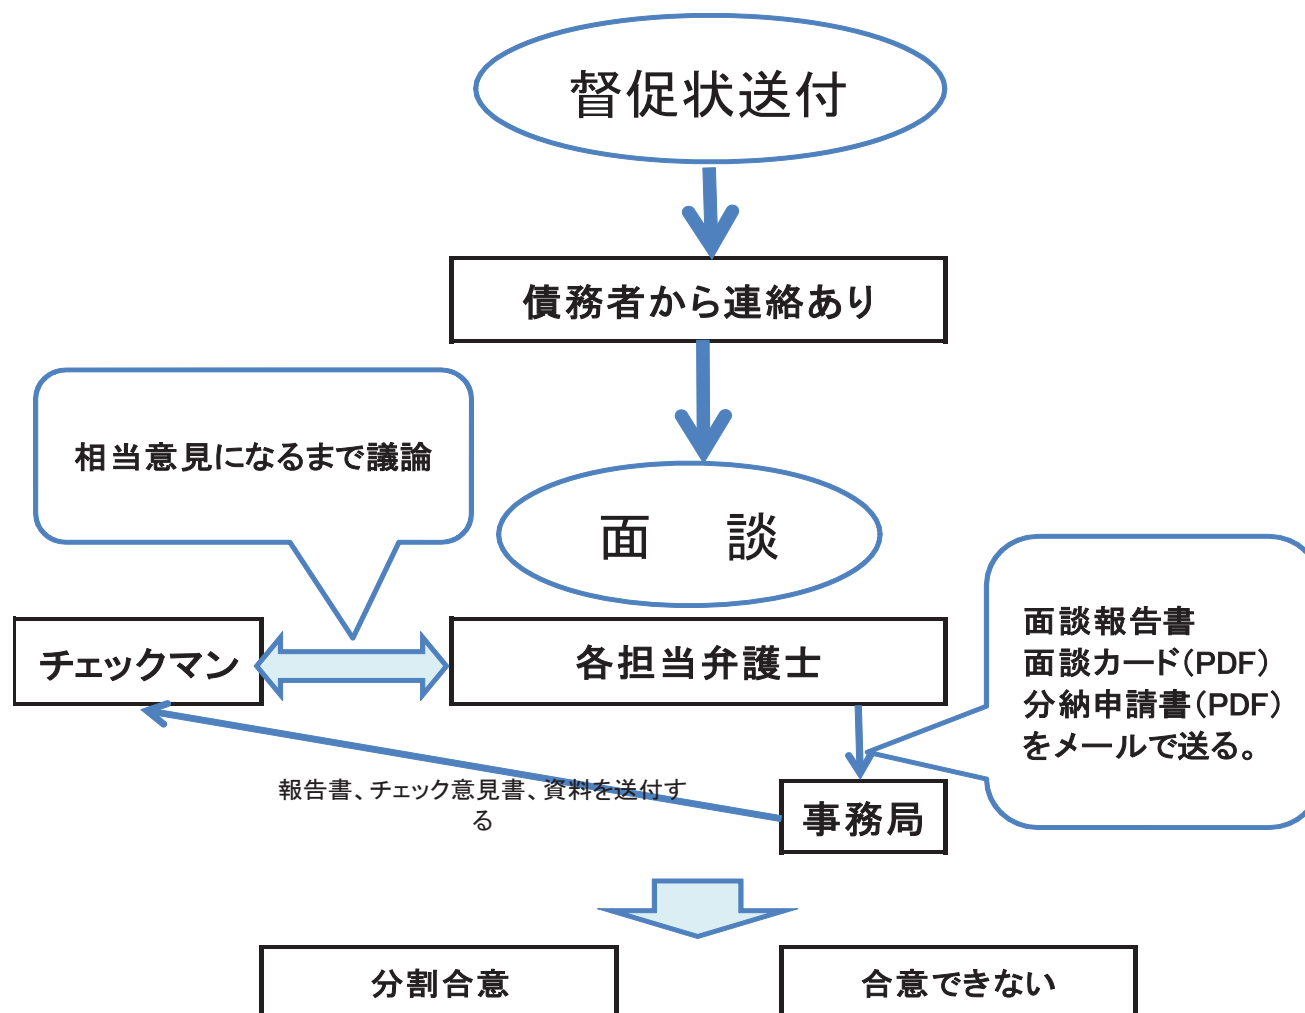 督促状送付
債務者から連絡あり
相当意見になるまで議論
面　談
チェックマン
各担当弁護士
面談報告書
面談カード(PDF)
分納申請書(PDF)
をメールで送る。
報告書、チェック意見書、資料を送付す
る
事務局
分割合意
合意できない